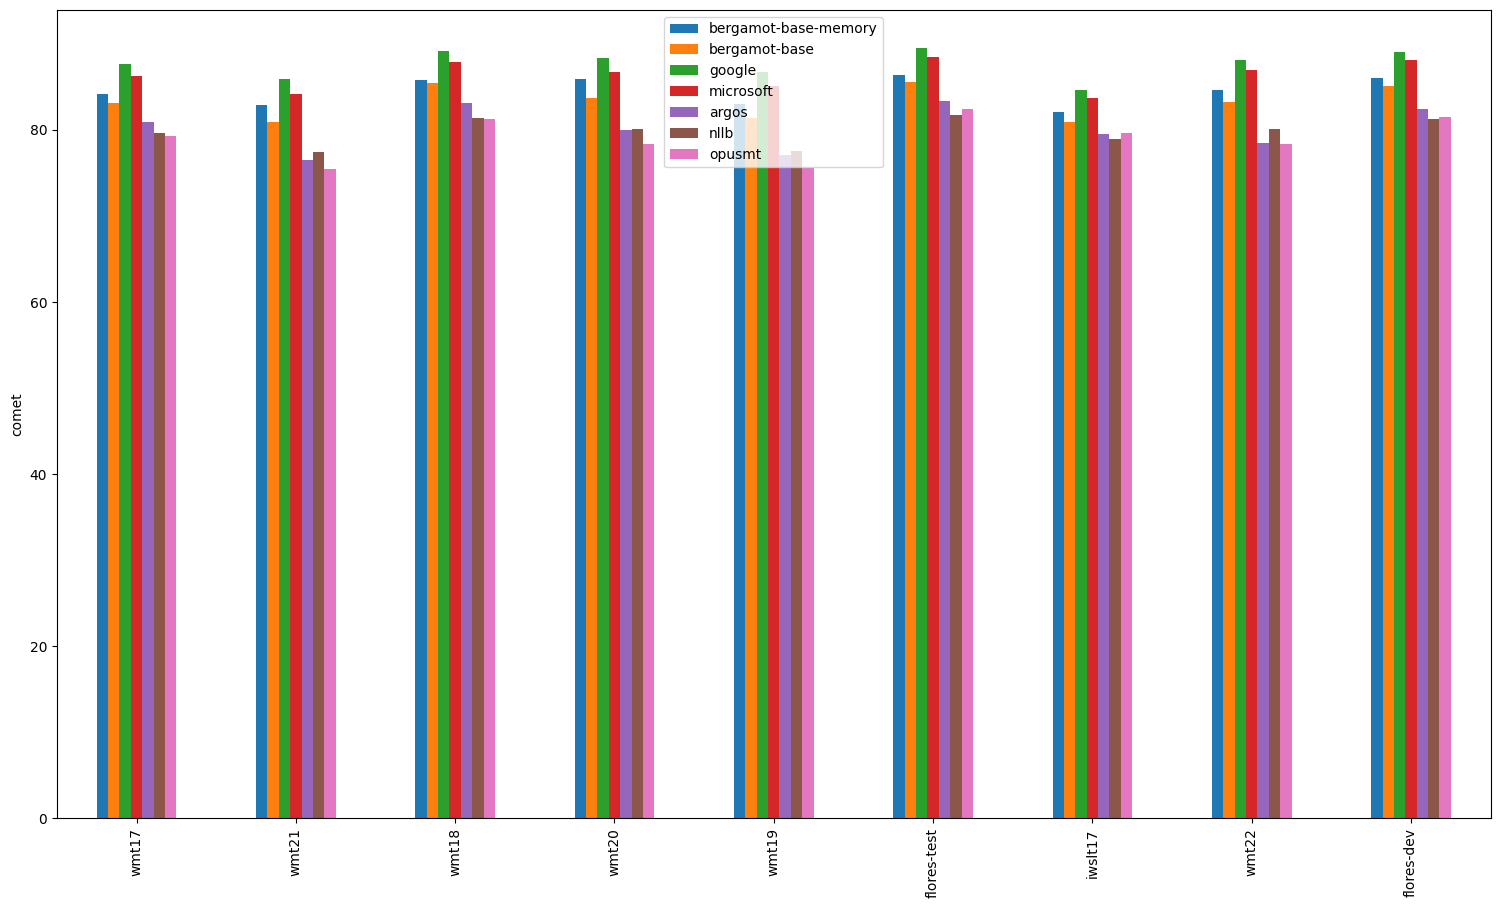 bergamot-base-memory
bergamot-base
google
microsoft
argos
nllb
opusmt
comet
80
60
40
20
0
wmt17
wmt21
wmt18
wmt20
wmt19
flores-test
iwslt17
wmt22
flores-dev